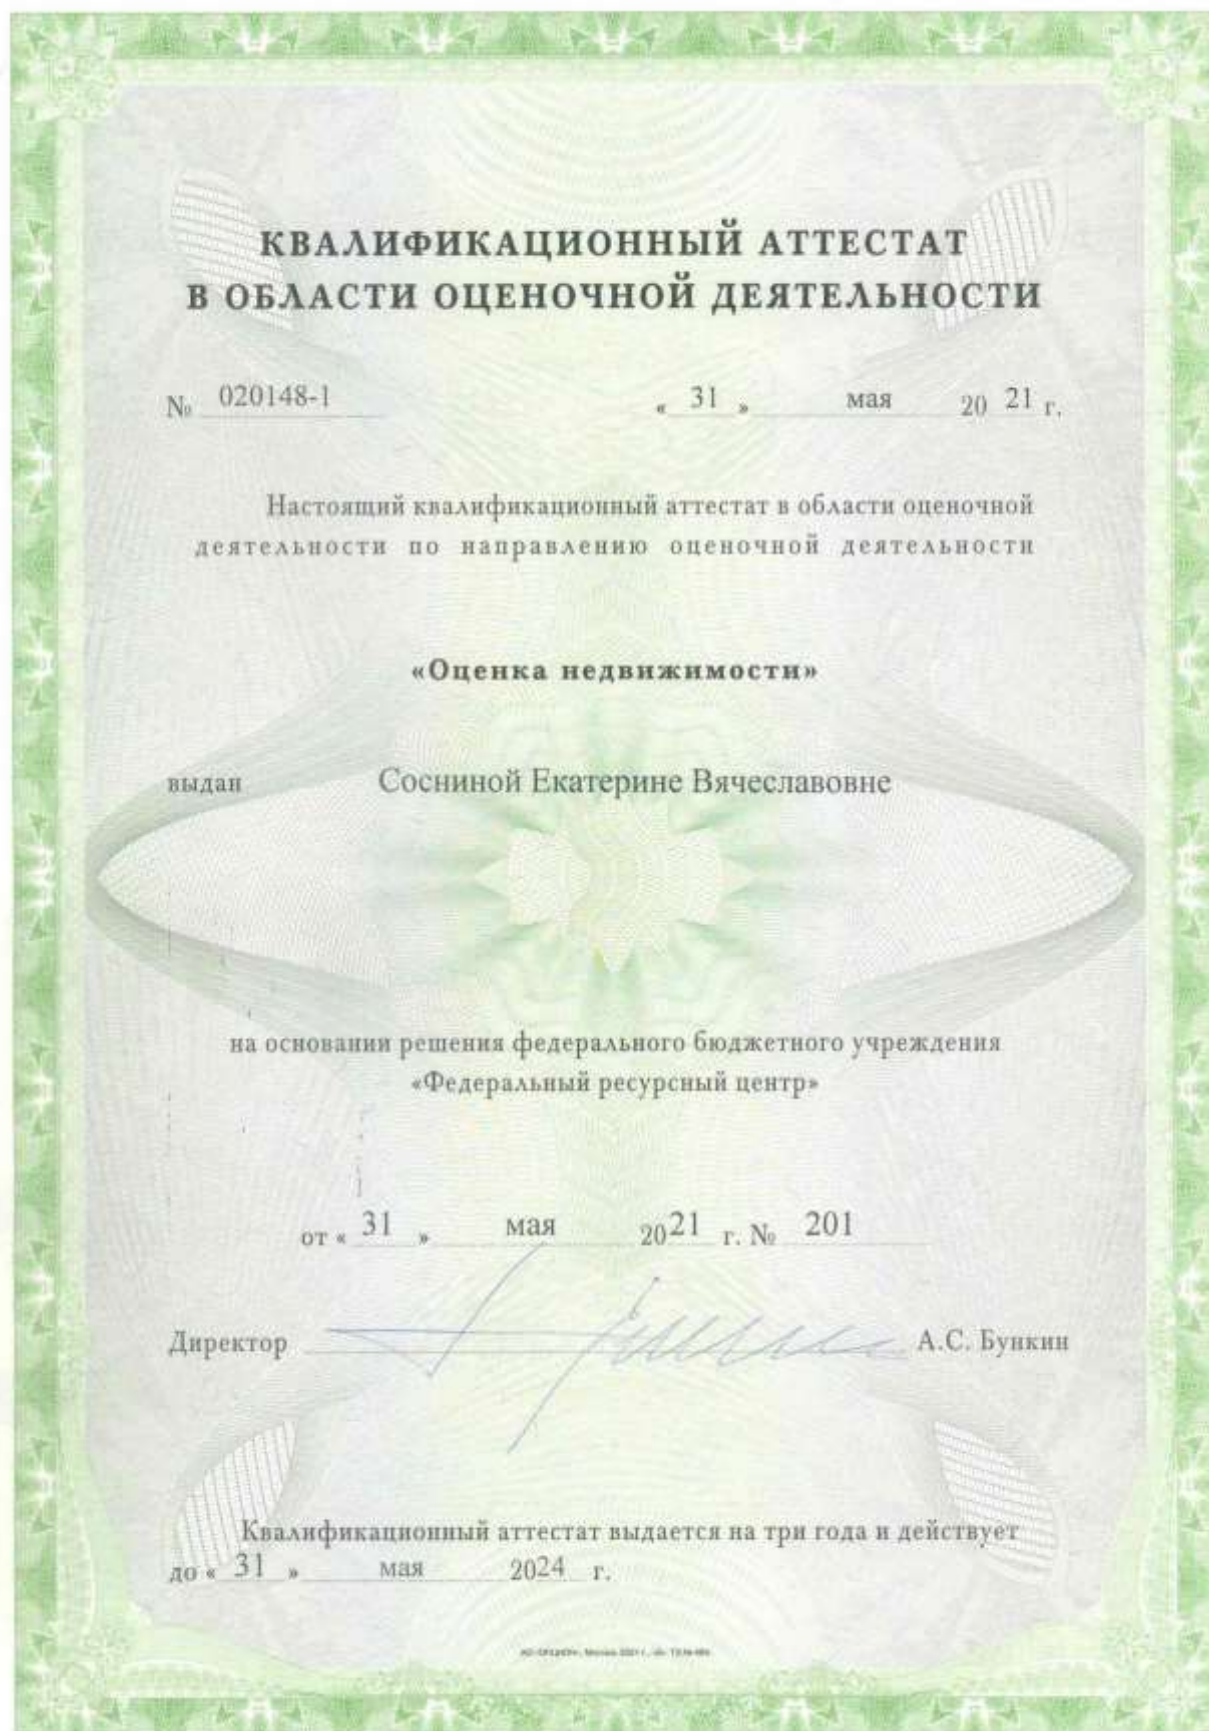 КВАЛИФИКАЦИОННЫЙ АТТЕСТАТ
В ОБЛАСТИ ОЦЕНОЧНОЙ ДЕЯТЕЛЬНОСТИ
№ 020148-1 « 31 » мая 20 21 г.
Настоящий квалификационный аттестат в области оценочной
деятельности по направлению оценочной деятельности
«Оценка недвижимости»
выдан Сосниной Екатерине Вячеславовне
на основании решения федерального бюджетного учреждения
«Федеральный ресурсный центр»
от « 31 » мая 2021 г. № 201
Директор А.С. Бункин
Квалификационный аттестат выдается на три года и действует
до « 31 » мая 2024 г.
Москва 2021 г.